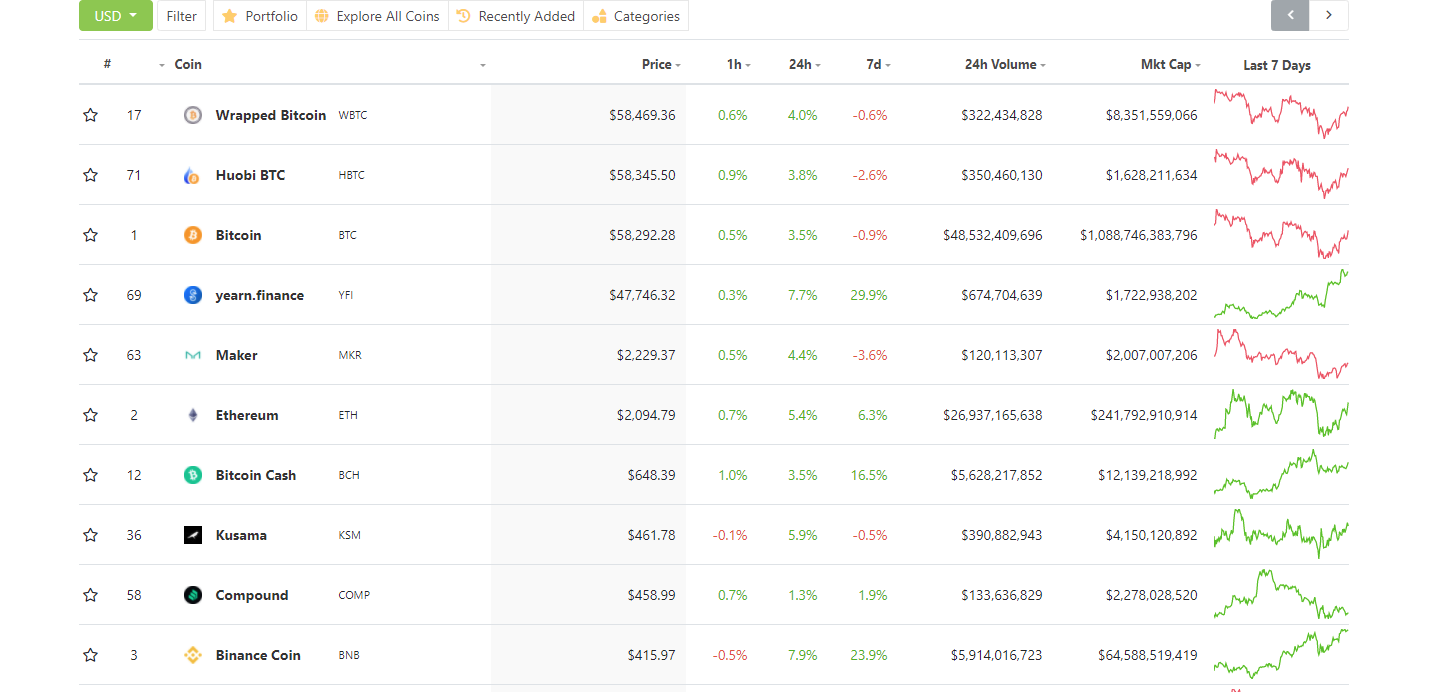 USD Filter Portfolio Explore All Coins Recently Added Categories
# Coin Price 1h 24h 7d 24h Volume Mkt Cap Last 7 Days
17 Wrapped Bitcoin WBTC $58,469.36 0.6% 4.0% -0.6% $322,434,828 $8,351,559,066
71 Huobi BTC HBTC $58,345.50 0.9% 3.8% -2.6% $350,460,130 $1,628,211,634
1 Bitcoin BTC $58,292.28 0.5% 3.5% -0.9% $48,532,409,696 $1,088,746,383,796
69 yearn.finance YFI $47,746.32 0.3% 7.7% 29.9% $674,704,639 $1,722,938,202
63 Maker MKR $2,229.37 0.5% 4.4% -3.6% $120,113,307 $2,007,007,206
2 Ethereum ETH $2,094.79 0.7% 5.4% 6.3% $26,937,165,638 $241,792,910,914
12 Bitcoin Cash BCH $648.39 1.0% 3.5% 16.5% $5,628,217,852 $12,139,218,992
36 Kusama KSM $461.78 -0.1% 5.9% -0.5% $390,882,943 $4,150,120,892
58 Compound COMP $458.99 0.7% 1.3% 1.9% $133,636,829 $2,278,028,520
3 Binance Coin BNB $415.97 -0.5% 7.9% 23.9% $5,914,016,723 $64,588,519,419